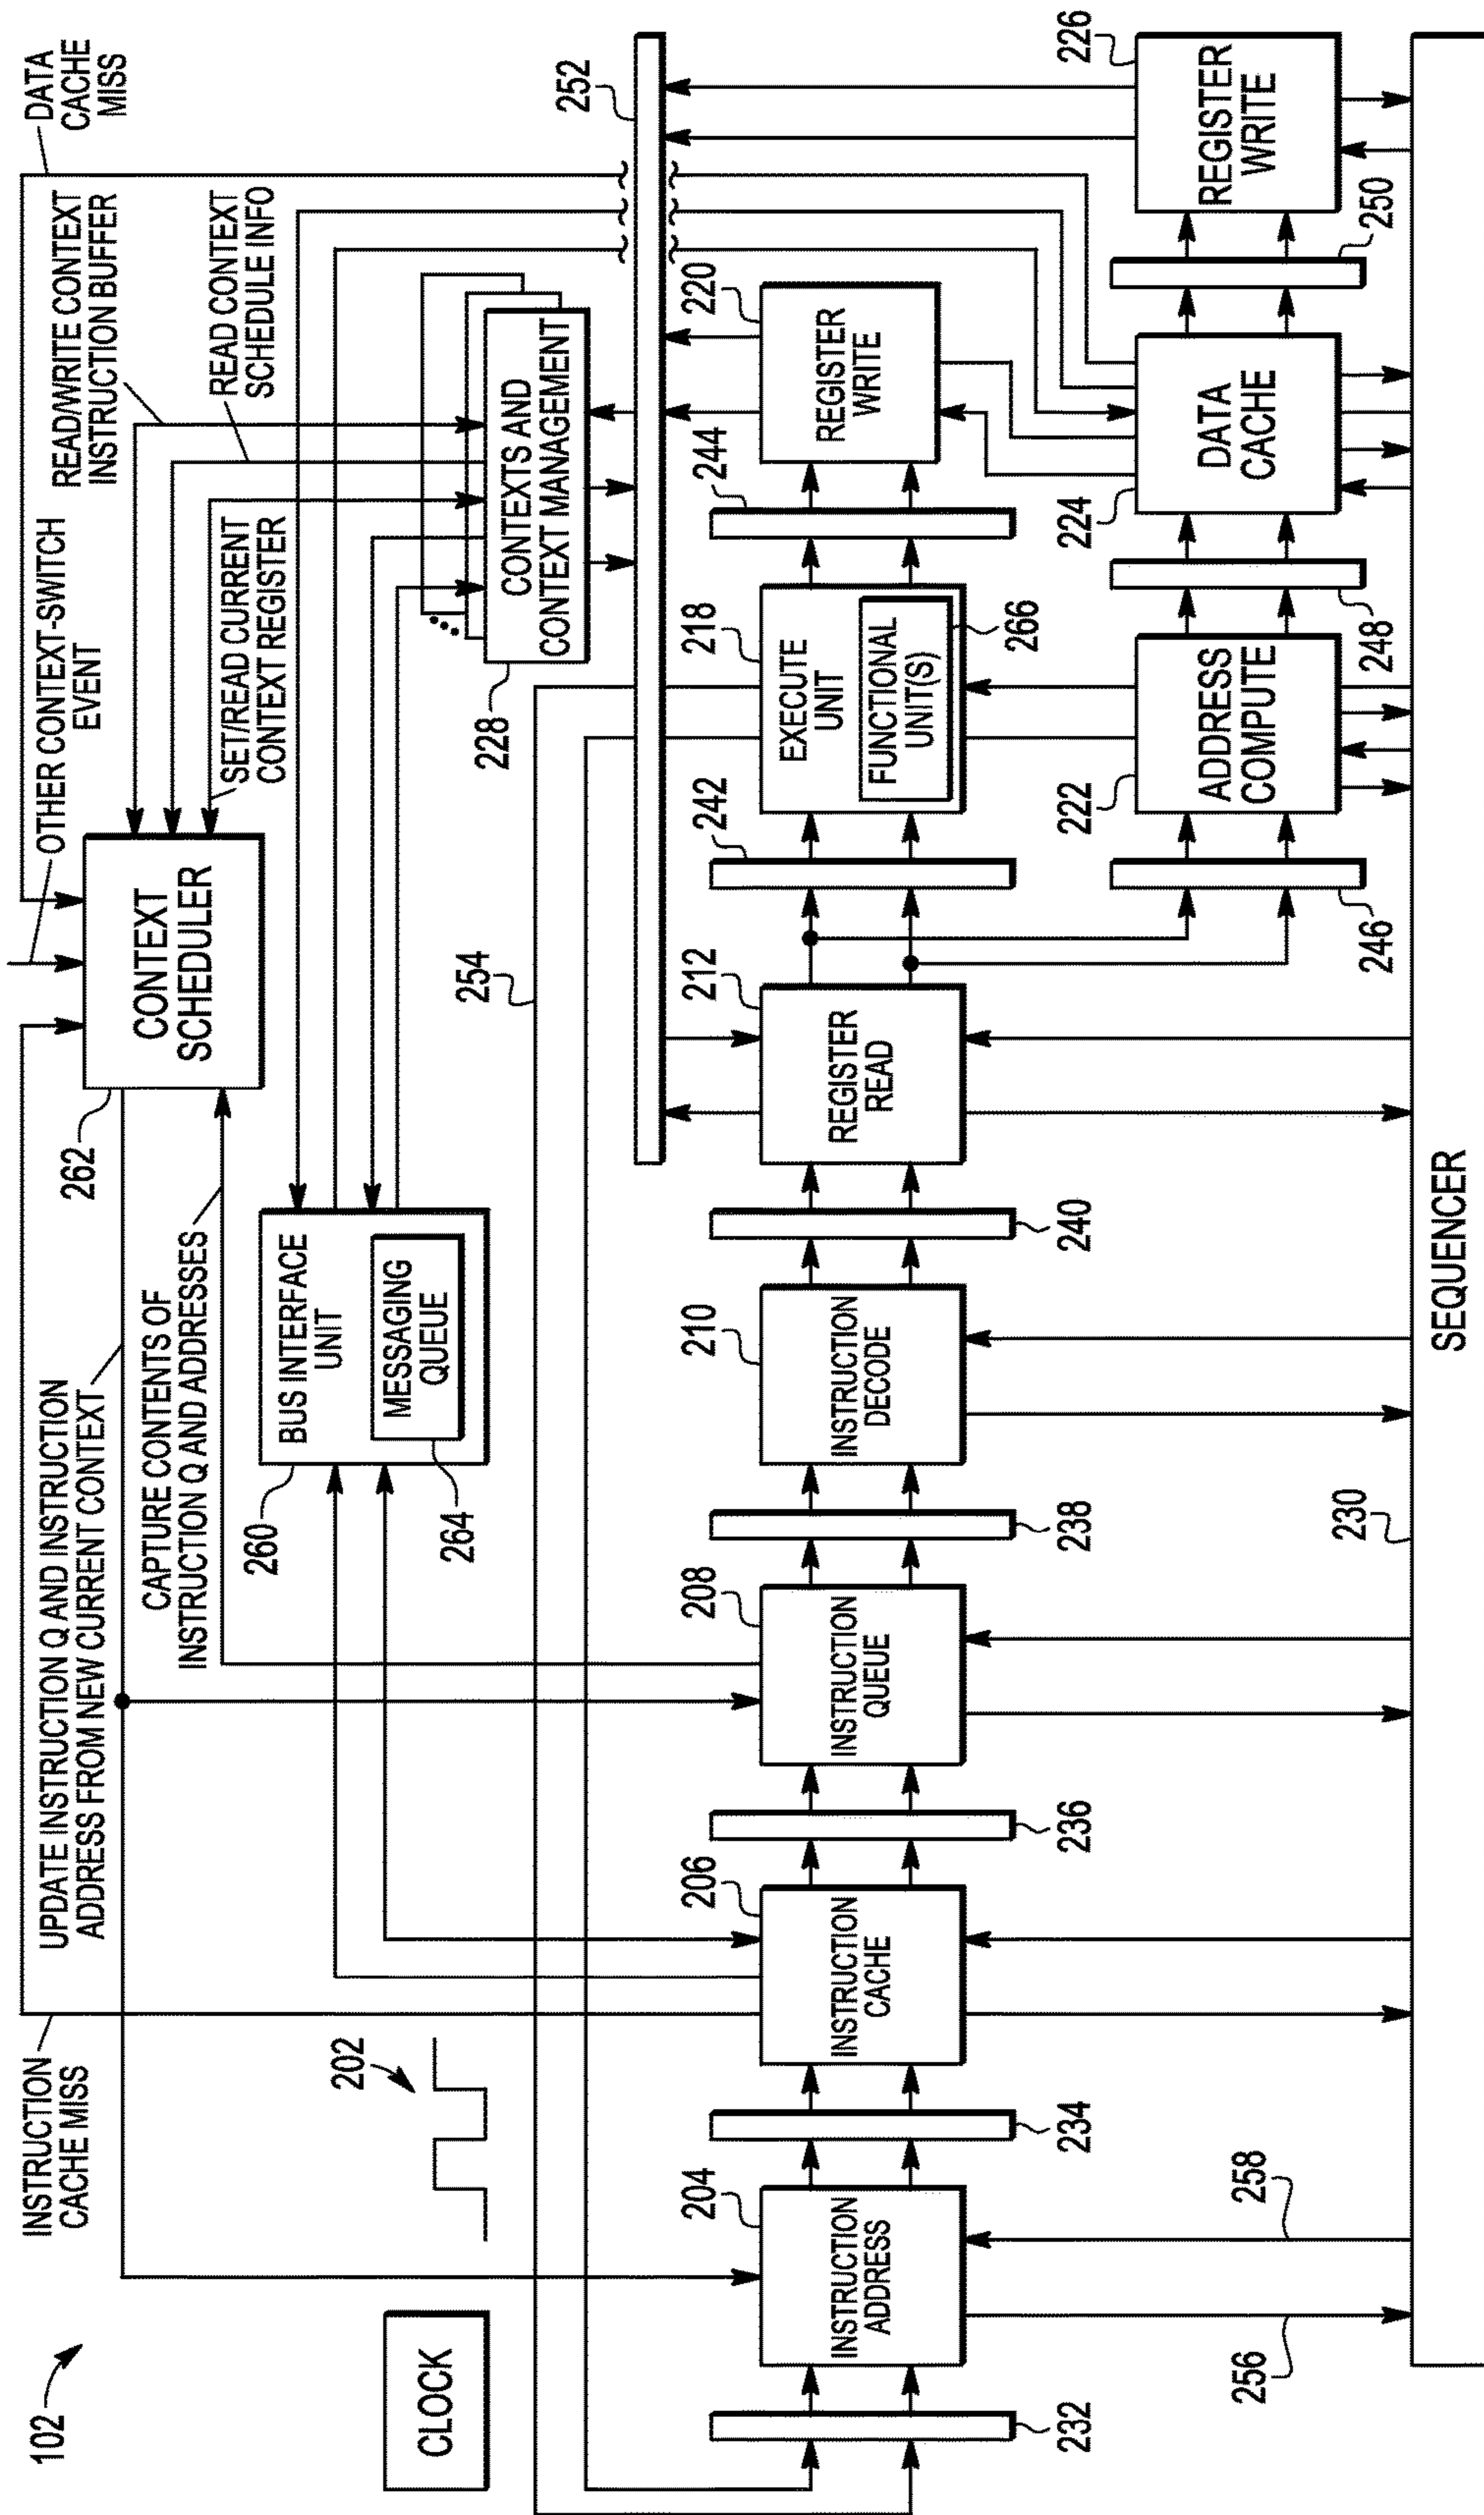 102
INSTRUCTION
CACHE MISS
UPDATE INSTRUCTION Q AND INSTRUCTION
ADDRESS FROM NEW CURRENT CONTEXT
CAPTURE CONTENTS OF
INSTRUCTION Q AND ADDRESSES
262
CONTEXT
SCHEDULER
OTHER CONTEXT-SWITCH
EVENT
SET/READ CURRENT
CONTEXT REGISTER
READ/WRITE CONTEXT
INSTRUCTION BUFFER
READ CONTEXT
SCHEDULE INFO
DATA
CACHE
MISS
CLOCK
202
260
BUS INTERFACE
UNIT
MESSAGING
QUEUE
264
228
CONTEXTS AND
CONTEXT MANAGEMENT
254
252
232
204
INSTRUCTION
ADDRESS
234
206
INSTRUCTION
CACHE
236
208
INSTRUCTION
QUEUE
238
210
INSTRUCTION
DECODE
240
212
REGISTER
READ
242
218
EXECUTE
UNIT
FUNCTIONAL
UNIT(S)
266
244
220
REGISTER
WRITE
246
222
ADDRESS
COMPUTE
248
224
DATA
CACHE
250
226
REGISTER
WRITE
256
258
230
SEQUENCER